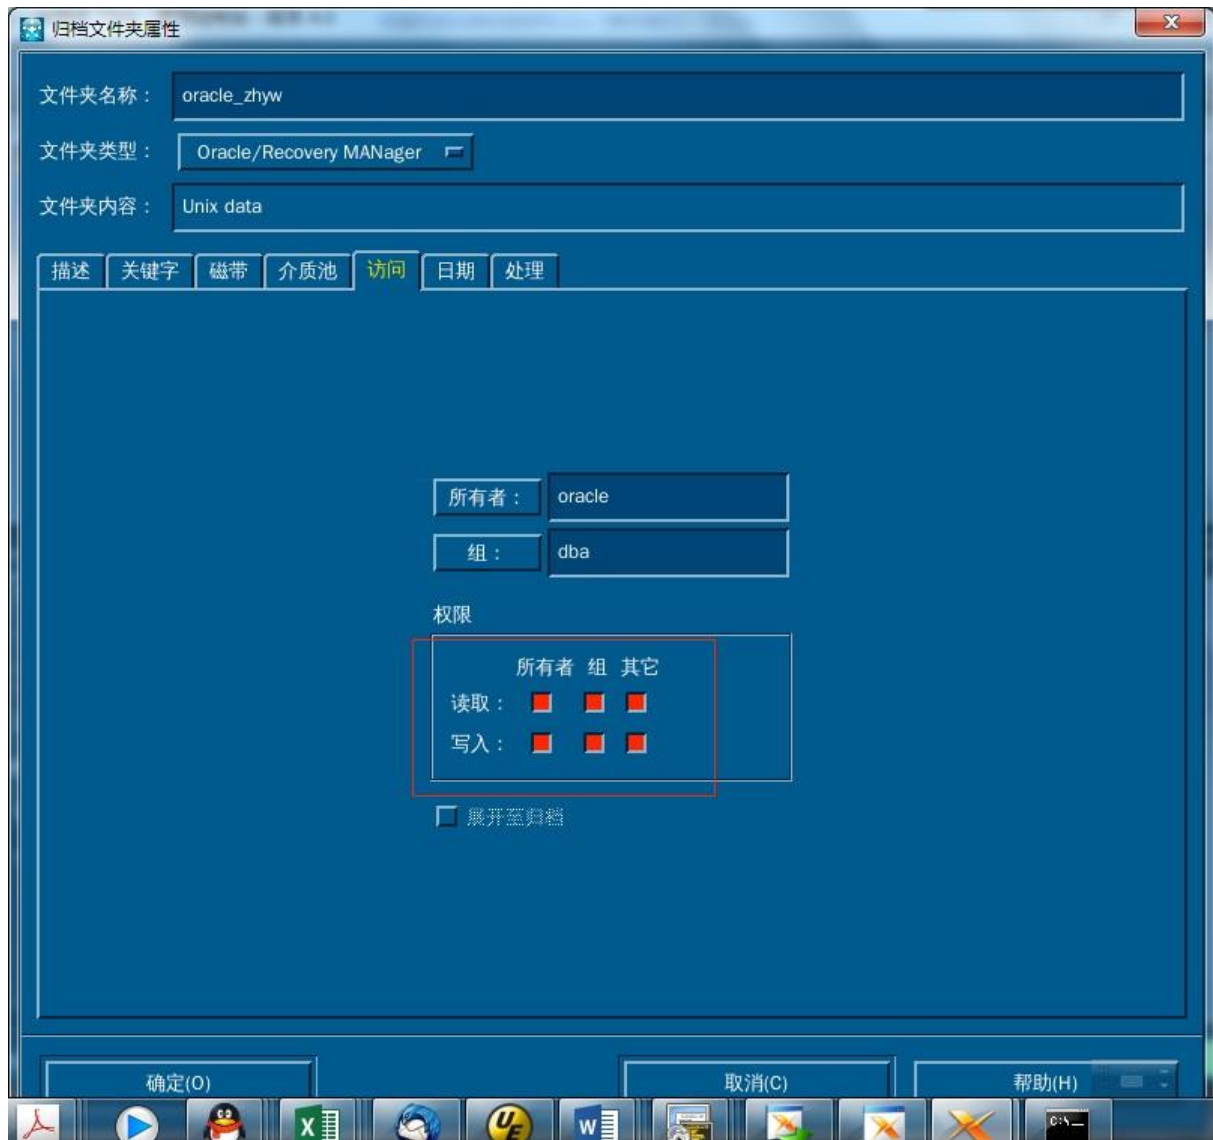 归档文件夹属性
文件夹名称： oracle_zhyw
文件夹类型： Oracle/Recovery MANager
文件夹内容： Unix data
描述 关键字 磁带 介质池 访问 日期 处理
所有者： oracle
组： dba
权限
所有者 组 其它
读取：
写入：
展开至归档
确定(O) 取消(C) 帮助(H)
UE
C:\_